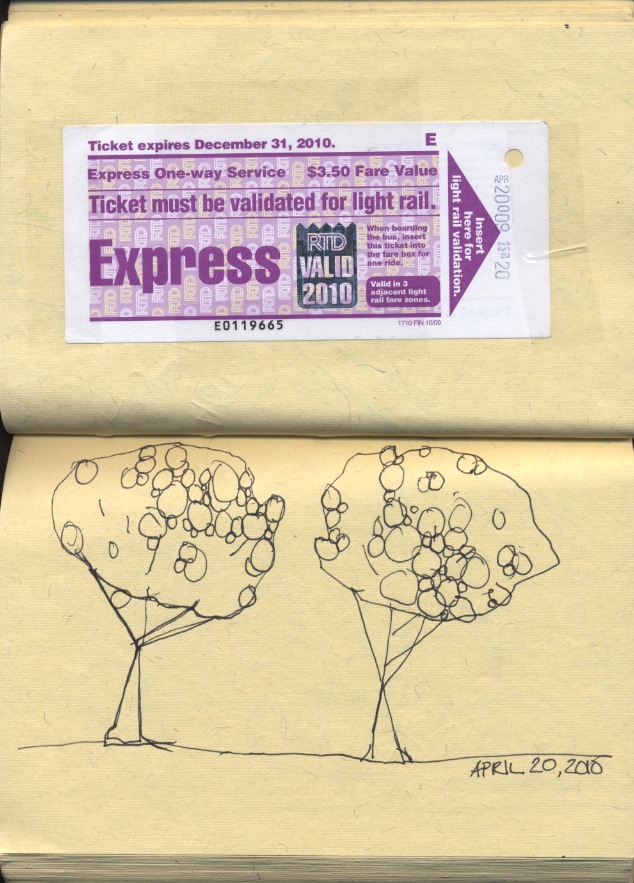 Ticket expires December 31, 2010. E
Express One-way Service $3.50 Fare Value
Ticket must be validated for light rail.
Express
RTD
VALID
2010
When boarding
the bus, insert
this ticket into
the fare box for
one ride.
Valid in 3
adjacent light
rail fare zones.
E0119665
1710 FIN 10/09
Insert
here for
light rail validation.
APR
APRIL 20, 2010